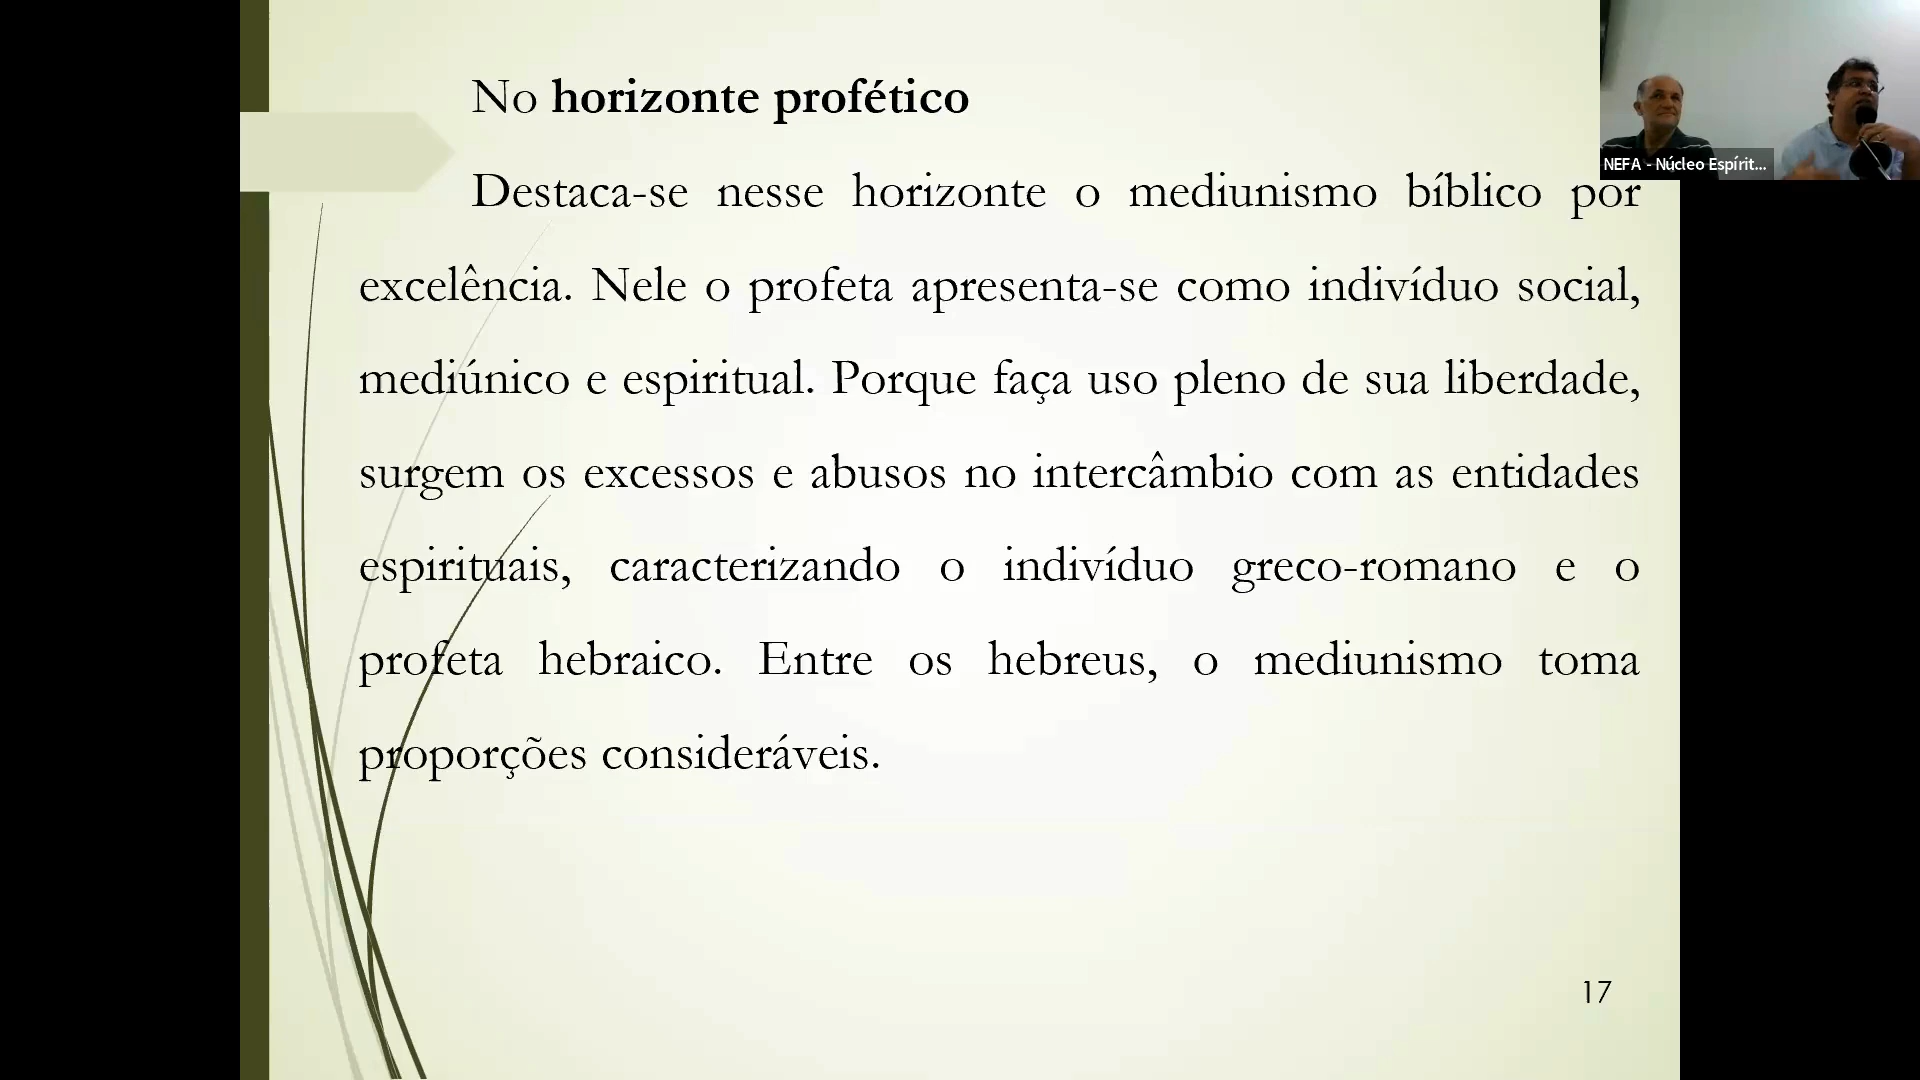 No horizonte profético
Destaca-se nesse horizonte o mediunismo bíblico por
excelência. Nele o profeta apresenta-se como indivíduo social,
mediúnico e espiritual. Porque faça uso pleno de sua liberdade,
surgem os excessos e abusos no intercâmbio com as entidades
espirituais, caracterizando o indivíduo greco-romano e o
profeta hebraico. Entre os hebreus, o mediunismo toma
proporções consideráveis.
17
NEFA - Núcleo Espírit...